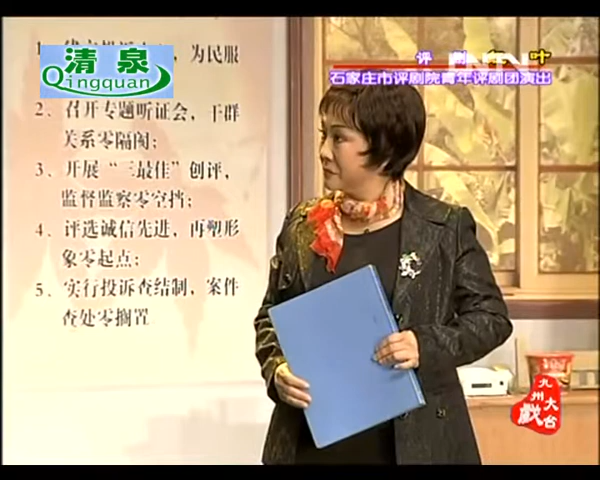 清泉
Qingquan
，为民服
2、召开专题听证会，干群
关系零隔阂；
3、开展“三最佳”创评，
监督监察零空挡；
4、评选诚信先进，再塑形
象零起点；
5、实行投诉查结制，案件
查处零搁置
评剧 叶
石家庄市评剧院青年评剧团演出
九州大戏台